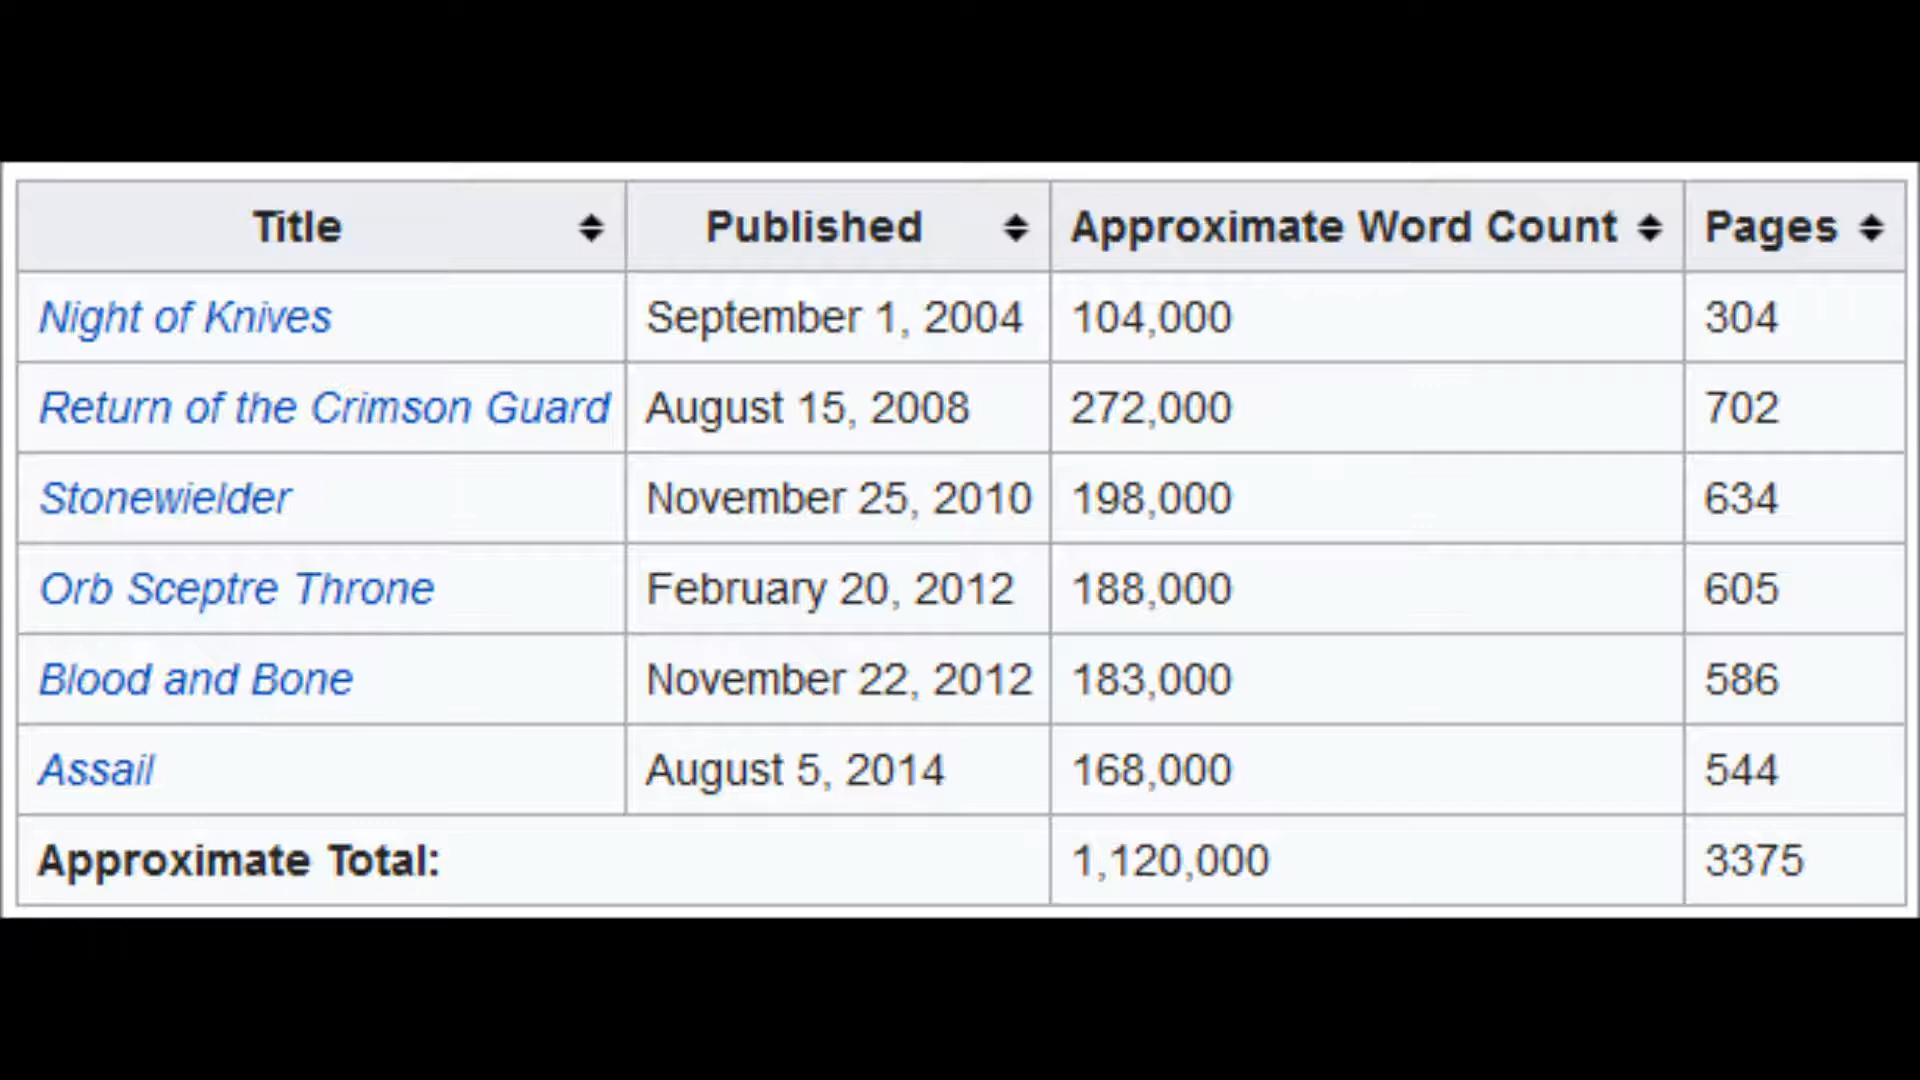 Title Published Approximate Word Count Pages
Night of Knives September 1, 2004 104,000 304
Return of the Crimson Guard August 15, 2008 272,000 702
Stonewielder November 25, 2010 198,000 634
Orb Sceptre Throne February 20, 2012 188,000 605
Blood and Bone November 22, 2012 183,000 586
Assail August 5, 2014 168,000 544
Approximate Total: 1,120,000 3375